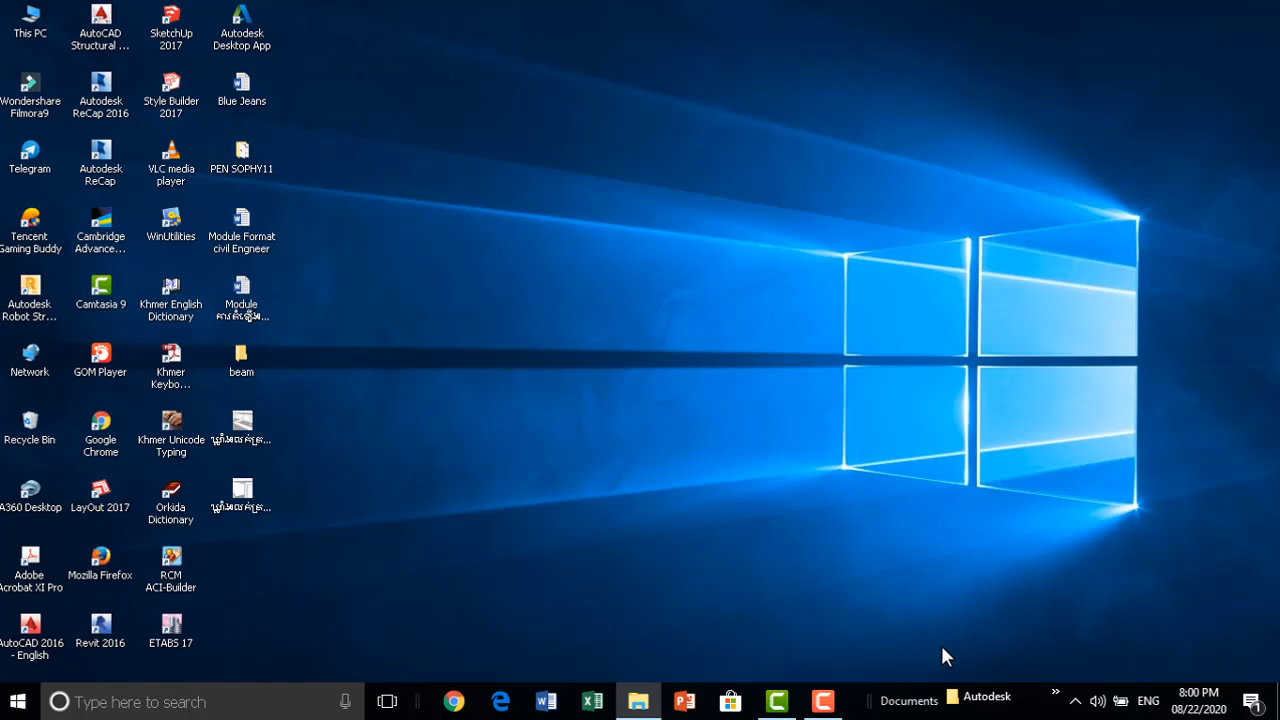 This PC
AutoCAD
Structural ...
SketchUp
2017
Autodesk
Desktop App
Wondershare
Filmora9
Autodesk
ReCap 2016
Style Builder
2017
Blue Jeans
Telegram
Autodesk
ReCap
VLC media
player
PEN SOPHY11
Tencent
Gaming Buddy
Cambridge
Advance...
WinUtilities
Module Format
civil Engneer
Autodesk
Robot Str...
Camtasia 9
Khmer English
Dictionary
Module
Network
GOM Player
Khmer
Keybo...
beam
Recycle Bin
Google
Chrome
Khmer Unicode
Typing
A360 Desktop
LayOut 2017
Orkida
Dictionary
Adobe
Acrobat XI Pro
Mozilla Firefox
RCM
ACI-Builder
AutoCAD 2016
- English
Revit 2016
ETABS 17
Type here to search
Documents
Autodesk
ENG
8:00 PM
08/22/2020
1